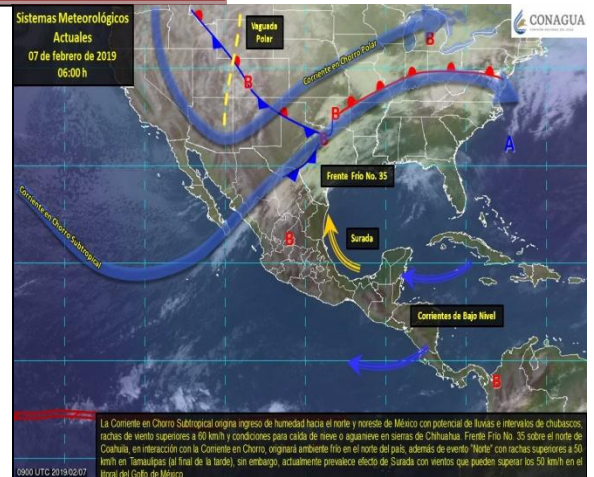 Sistemas Meteorológicos
Actuales
07 de febrero de 2019
06:00 h
CONAGUA
Vaguada
Polar
B
B
Corriente en Chorro Polar
B
B
A
Frente Frío No. 35
Corriente en Chorro Subtropical
Surada
B
Corrientes de Bajo Nivel
B
La Corriente en Chorro Subtropical origina ingreso de humedad hacia el norte y noreste de México con potencial de lluvias e intervalos de chubascos,
rachas de viento superiores a 60 km/h y condiciones para caída de nieve o aguanieve en sierras de Chihuahua. Frente Frío No. 35 sobre el norte de
Coahuila, en interacción con la Corriente en Chorro, originará ambiente frío en el norte del país, además de evento "Norte" con rachas superiores a 50
km/h en Tamaulipas (al final de la tarde), sin embargo, actualmente prevalece efecto de Surada con vientos que pueden superar los 50 km/h en el
litoral del Golfo de México.
0900 UTC 2019/02/07